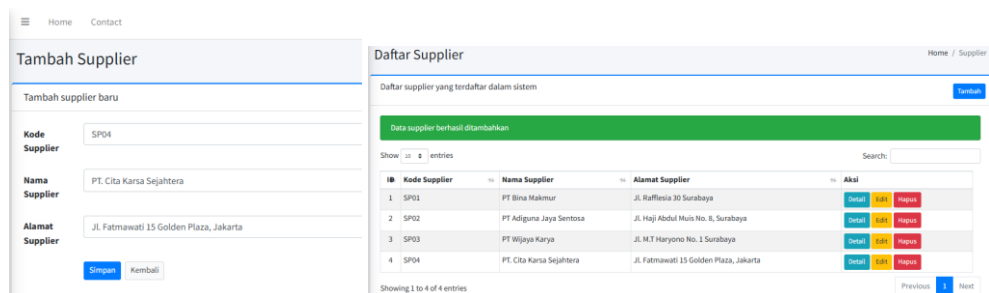 Home Contact
Tambah Supplier
Tambah supplier baru
Kode Supplier SP04
Nama Supplier PT. Cita Karsa Sejahtera
Alamat Supplier Jl. Fatmawati 15 Golden Plaza, Jakarta
Simpan Kembali
Daftar Supplier Home / Supplier
Daftar supplier yang terdaftar dalam sistem Tambah
Data supplier berhasil ditambahkan
Show 10 entries Search:
ID Kode Supplier Nama Supplier Alamat Supplier Aksi
1 SP01 PT Bina Makmur Jl. Rafflesia 30 Surabaya Detail Edit Hapus
2 SP02 PT Adiguna Jaya Sentosa Jl. Haji Abdul Muis No. 8, Surabaya Detail Edit Hapus
3 SP03 PT Wijaya Karya Jl. M.T Haryono No. 1 Surabaya Detail Edit Hapus
4 SP04 PT. Cita Karsa Sejahtera Jl. Fatmawati 15 Golden Plaza, Jakarta Detail Edit Hapus
Showing 1 to 4 of 4 entries Previous 1 Next